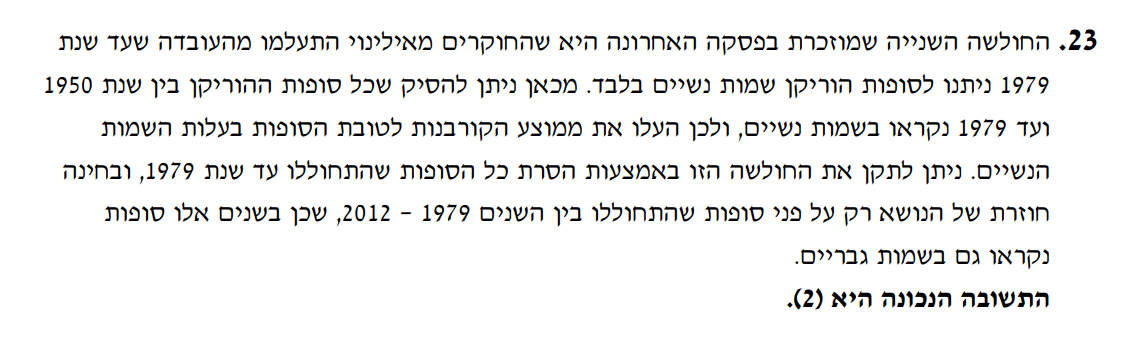 23. החולשה השנייה שמוזכרת בפסקה האחרונה היא שהחוקרים מאילינוי התעלמו מהעובדה שעד שנת
1979 ניתנו לסופות הוריקן שמות נשיים בלבד. מכאן ניתן להסיק שכל סופות ההוריקן בין שנת 1950
ועד 1979 נקראו בשמות נשיים, ולכן העלו את ממוצע הקורבנות לטובת הסופות בעלות השמות
הנשיים. ניתן לתקן את החולשה הזו באמצעות הסרת כל הסופות שהתחוללו עד שנת 1979, ובחינה
חוזרת של הנושא רק על פני סופות שהתחוללו בין השנים 1979 – 2012, שכן בשנים אלו סופות
נקראו גם בשמות גבריים.
התשובה הנכונה היא (2).